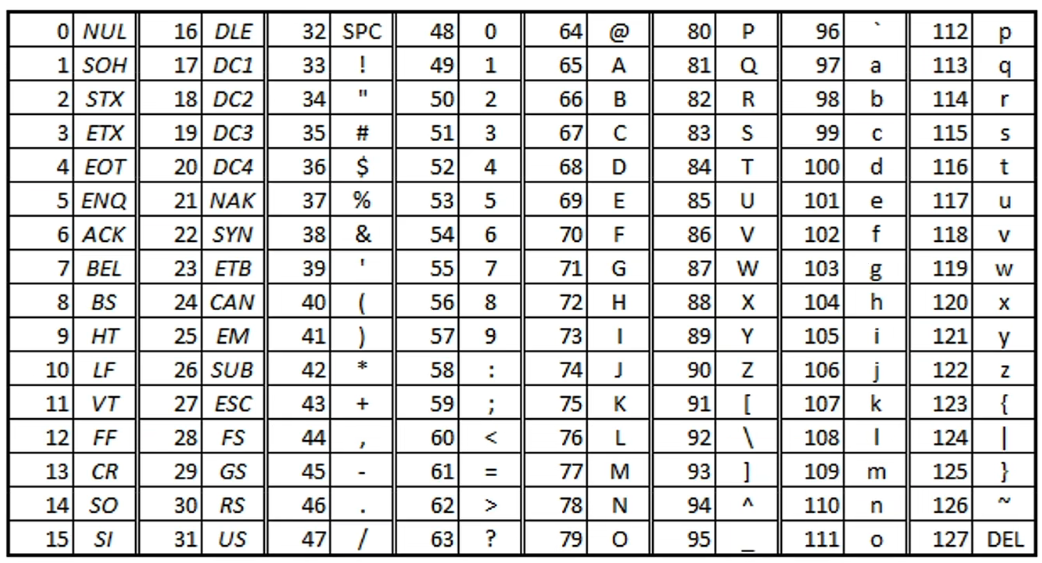 0 NUL 16 DLE 32 SPC 48 0 64 @ 80 P 96 ` 112 p
1 SOH 17 DC1 33 ! 49 1 65 A 81 Q 97 a 113 q
2 STX 18 DC2 34 " 50 2 66 B 82 R 98 b 114 r
3 ETX 19 DC3 35 # 51 3 67 C 83 S 99 c 115 s
4 EOT 20 DC4 36 $ 52 4 68 D 84 T 100 d 116 t
5 ENQ 21 NAK 37 % 53 5 69 E 85 U 101 e 117 u
6 ACK 22 SYN 38 & 54 6 70 F 86 V 102 f 118 v
7 BEL 23 ETB 39 ' 55 7 71 G 87 W 103 g 119 w
8 BS 24 CAN 40 ( 56 8 72 H 88 X 104 h 120 x
9 HT 25 EM 41 ) 57 9 73 I 89 Y 105 i 121 y
10 LF 26 SUB 42 * 58 : 74 J 90 Z 106 j 122 z
11 VT 27 ESC 43 + 59 ; 75 K 91 [ 107 k 123 {
12 FF 28 FS 44 , 60 < 76 L 92 \ 108 l 124 |
13 CR 29 GS 45 - 61 = 77 M 93 ] 109 m 125 }
14 SO 30 RS 46 . 62 > 78 N 94 ^ 110 n 126 ~
15 SI 31 US 47 / 63 ? 79 O 95 _ 111 o 127 DEL